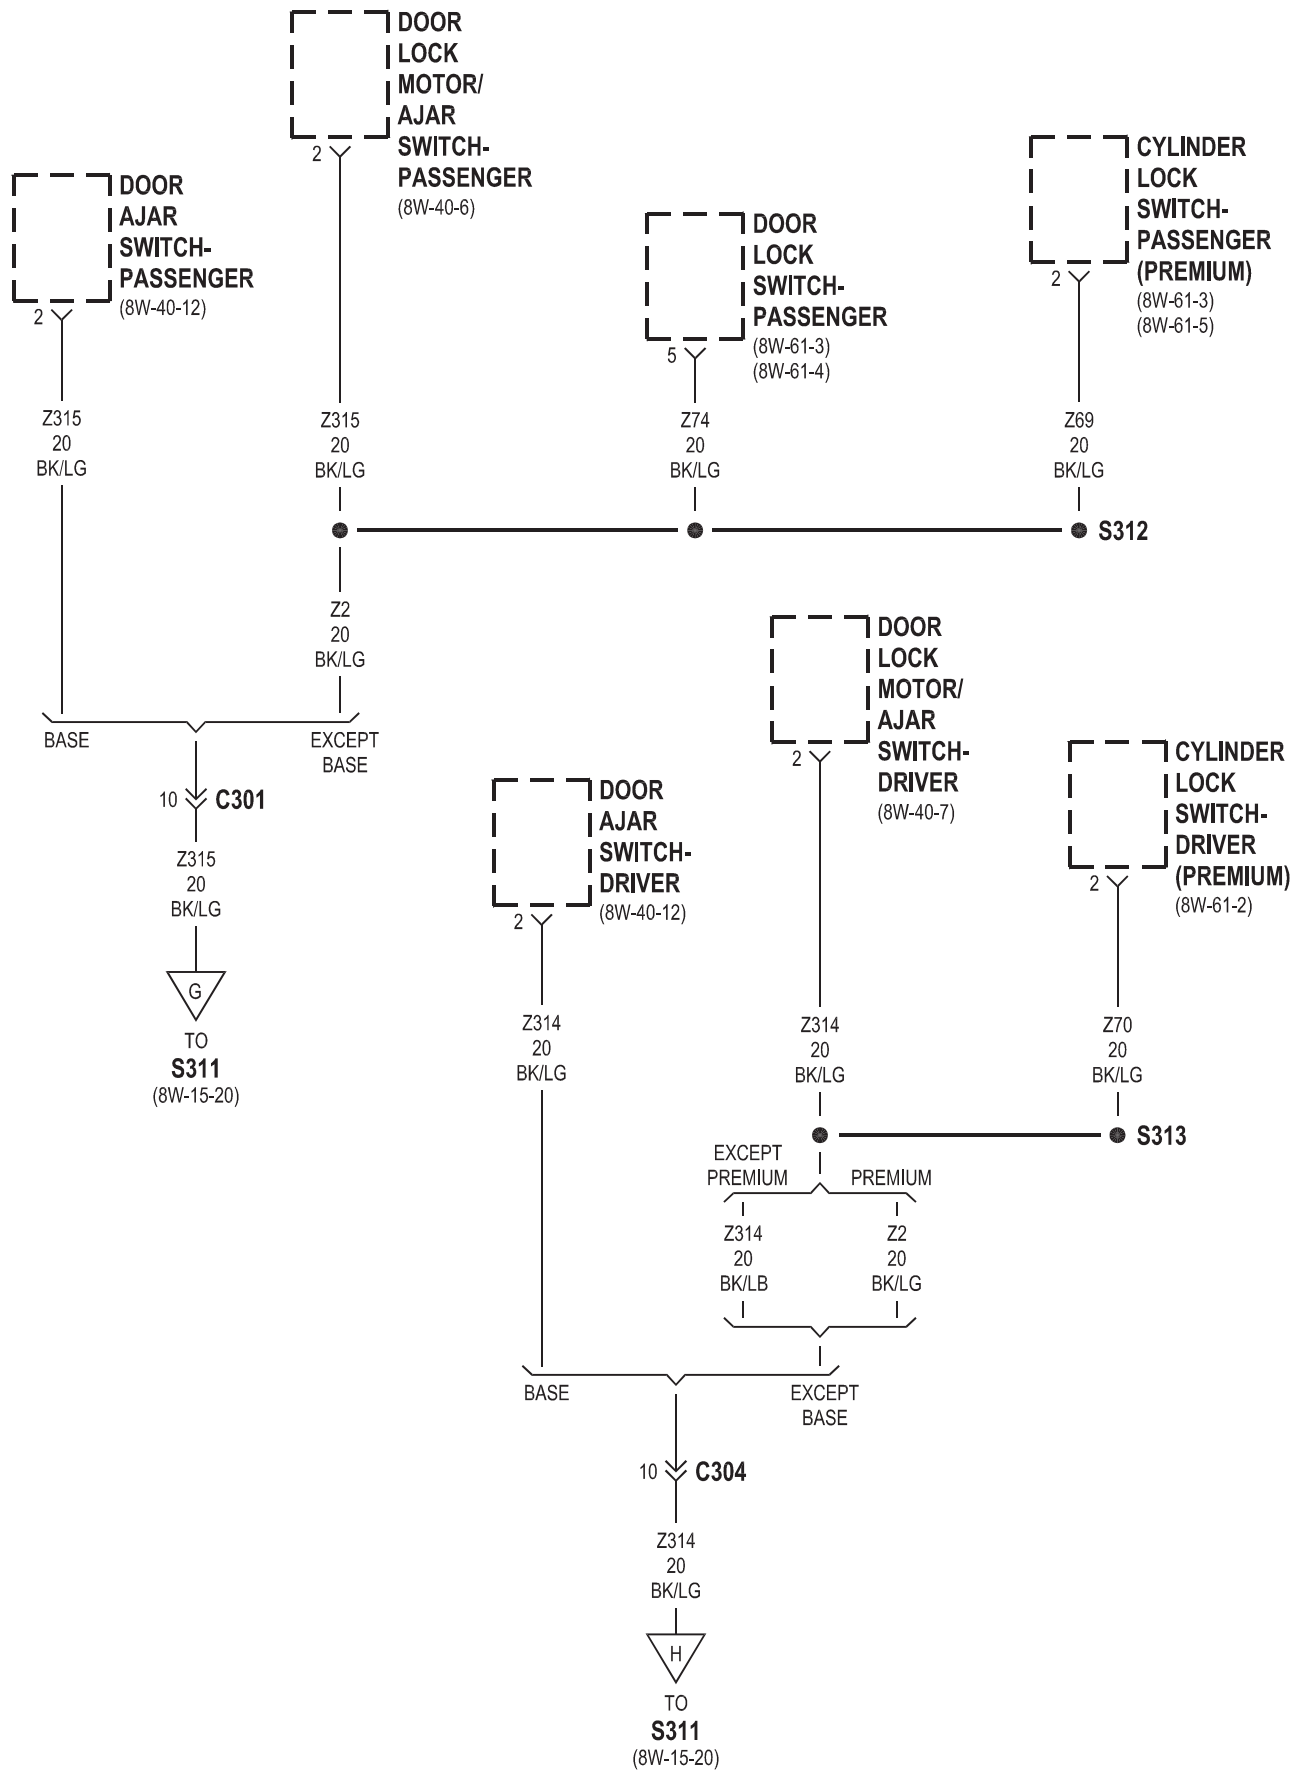 DOOR
LOCK
MOTOR/
AJAR
SWITCH-
PASSENGER
(8W-40-6)
2
DOOR
AJAR
SWITCH-
PASSENGER
(8W-40-12)
2
DOOR
LOCK
SWITCH-
PASSENGER
(8W-61-3)
(8W-61-4)
5
CYLINDER
LOCK
SWITCH-
PASSENGER
(PREMIUM)
(8W-61-3)
(8W-61-5)
2
Z315
20
BK/LG
Z315
20
BK/LG
Z74
20
BK/LG
Z69
20
BK/LG
S312
Z2
20
BK/LG
BASE
EXCEPT
BASE
10
C301
Z315
20
BK/LG
G
TO
S311
(8W-15-20)
DOOR
AJAR
SWITCH-
DRIVER
(8W-40-12)
2
DOOR
LOCK
MOTOR/
AJAR
SWITCH-
DRIVER
(8W-40-7)
2
CYLINDER
LOCK
SWITCH-
DRIVER
(PREMIUM)
(8W-61-2)
2
Z314
20
BK/LG
Z314
20
BK/LG
Z70
20
BK/LG
S313
EXCEPT
PREMIUM
PREMIUM
Z314
20
BK/LB
Z2
20
BK/LG
BASE
EXCEPT
BASE
10
C304
Z314
20
BK/LG
H
TO
S311
(8W-15-20)